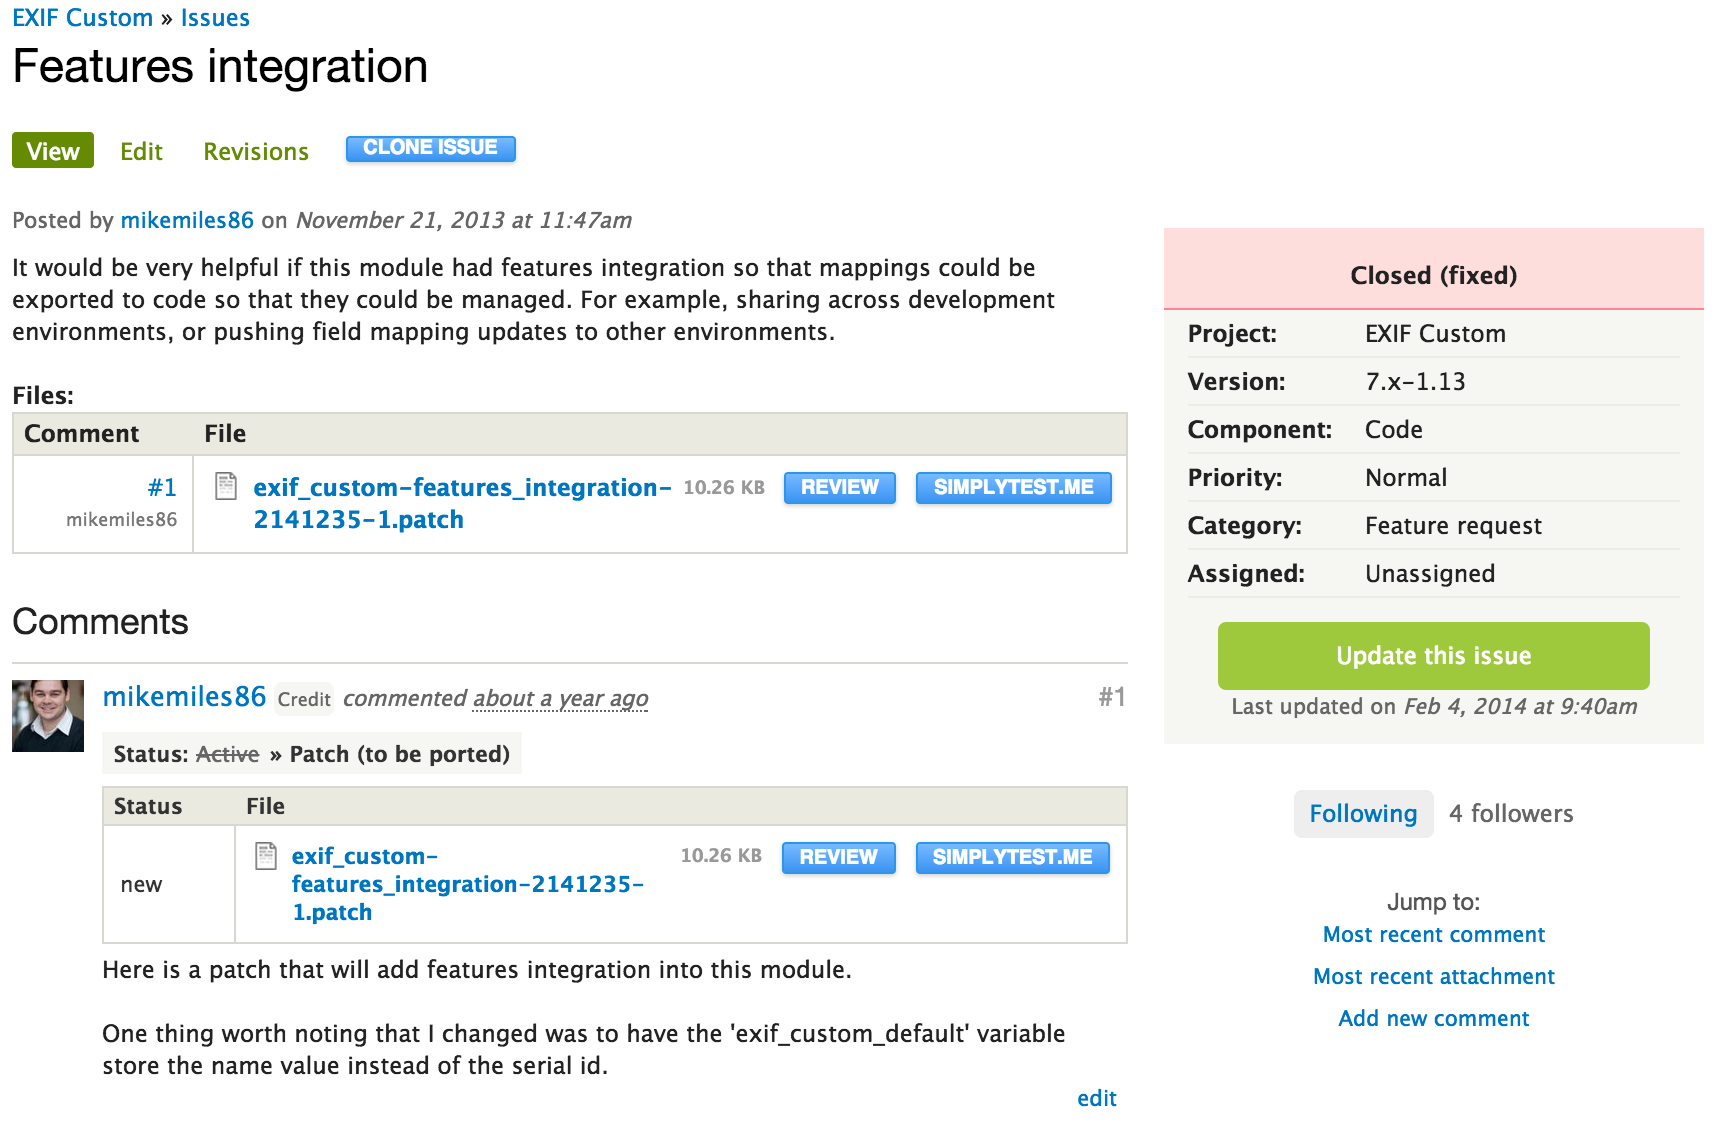 EXIF Custom » Issues
Features integration
View Edit Revisions CLONE ISSUE
Posted by mikemiles86 on November 21, 2013 at 11:47am
It would be very helpful if this module had features integration so that mappings could be
exported to code so that they could be managed. For example, sharing across development
environments, or pushing field mapping updates to other environments.
Files:
Comment File
#1 exif_custom-features_integration- 10.26 KB REVIEW SIMPLYTEST.ME
mikemiles86 2141235-1.patch
Comments
mikemiles86 Credit commented about a year ago #1
Status: Active » Patch (to be ported)
Status File
new
exif_custom- 10.26 KB REVIEW SIMPLYTEST.ME
features_integration-2141235-
1.patch
Here is a patch that will add features integration into this module.
One thing worth noting that I changed was to have the 'exif_custom_default' variable
store the name value instead of the serial id.
edit
Closed (fixed)
Project: EXIF Custom
Version: 7.x-1.13
Component: Code
Priority: Normal
Category: Feature request
Assigned: Unassigned
Update this issue
Last updated on Feb 4, 2014 at 9:40am
Following 4 followers
Jump to:
Most recent comment
Most recent attachment
Add new comment